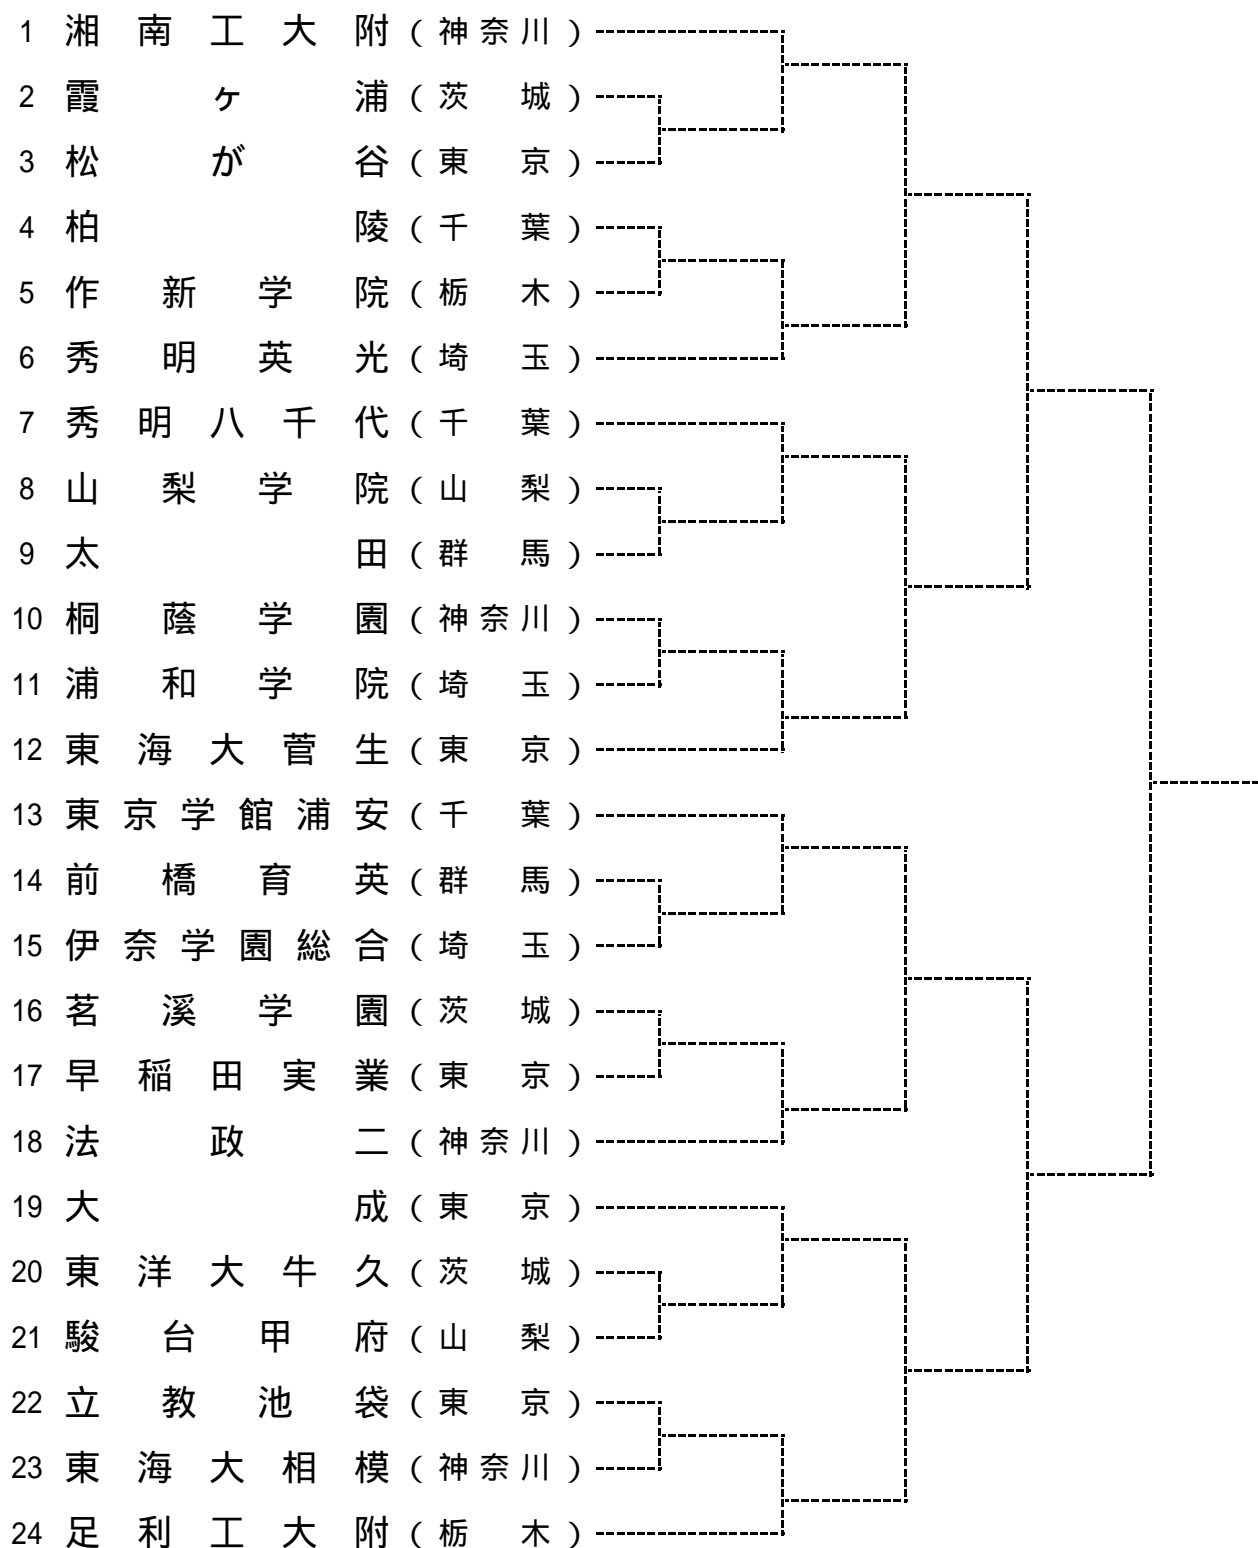 1 湘南工大附(神奈川)
2 霞ヶ浦(茨城)
3 松が谷(東京)
4 柏陵(千葉)
5 作新学院(栃木)
6 秀明英光(埼玉)
7 秀明八千代(千葉)
8 山梨学院(山梨)
9 太田(群馬)
10 桐蔭学園(神奈川)
11 浦和学院(埼玉)
12 東海大菅生(東京)
13 東京学館浦安(千葉)
14 前橋育英(群馬)
15 伊奈学園総合(埼玉)
16 茗溪学園(茨城)
17 早稲田実業(東京)
18 法政二(神奈川)
19 大成(東京)
20 東洋大牛久(茨城)
21 駿台甲府(山梨)
22 立教池袋(東京)
23 東海大相模(神奈川)
24 足利工大附(栃木)